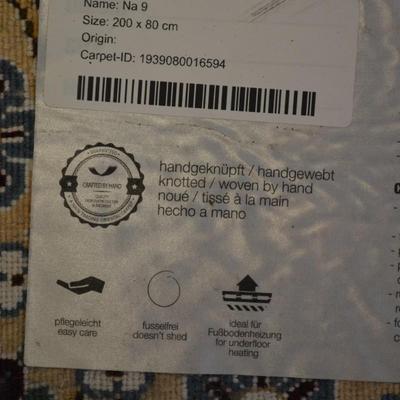 Name: Na 9
Size: 200 x 80 cm
Origin:
Carpet-ID: 1939080016594
CRAFTED BY HAND
handgeknüpft / handgewebt
knotted / woven by hand
noué / tissé à la main
hecho a mano
pflegeleicht
easy care
fusselfrei
doesn't shed
ideal für
Fußbodenheizung
for underfloor
heating